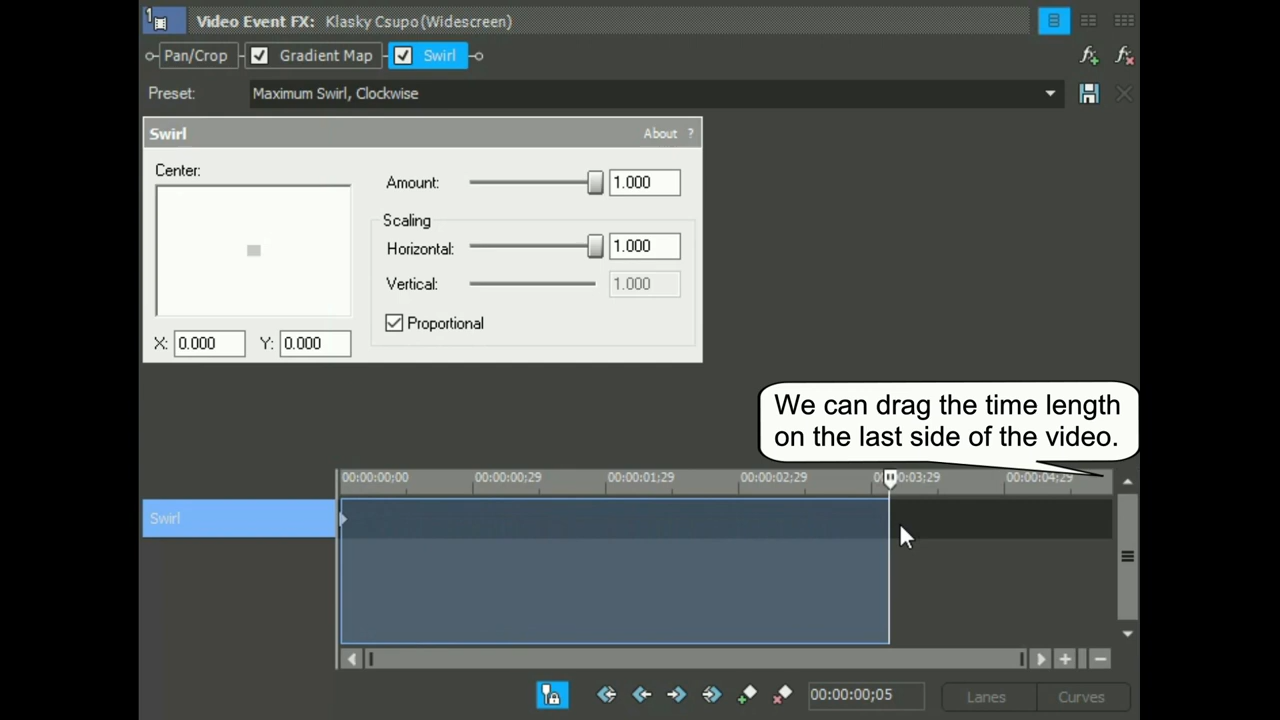 1
Video Event FX: Klasky Csupo (Widescreen)
Pan/Crop Gradient Map Swirl
Preset: Maximum Swirl, Clockwise
Swirl About ?
Center:
Amount: 1.000
Scaling
Horizontal: 1.000
Vertical: 1.000
Proportional
X: 0.000 Y: 0.000
We can drag the time length
on the last side of the video.
00:00:00;00 00:00:00;29 00:00:01;29 00:00:02;29 00:00:03;29 00:00:04;29
Swirl
00:00:00;05 Lanes Curves